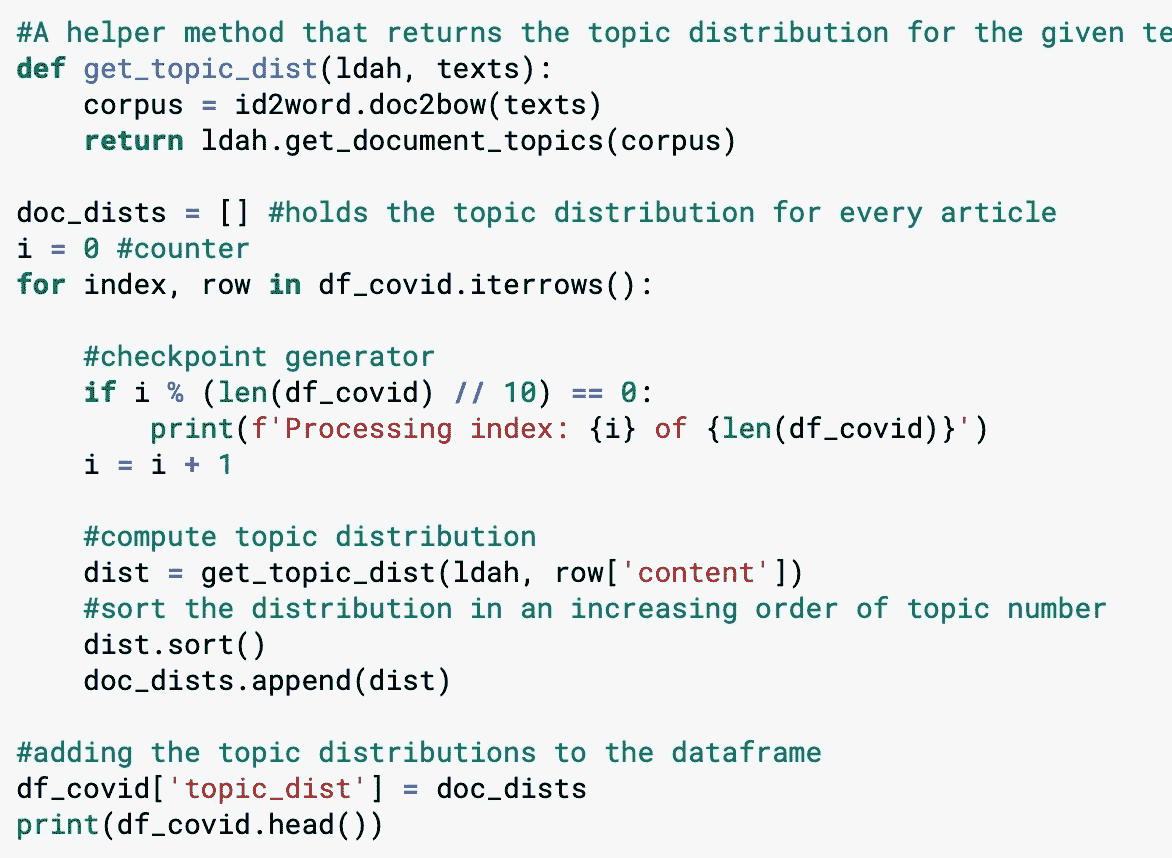 #A helper method that returns the topic distribution for the given te
def get_topic_dist(ldah, texts):
    corpus = id2word.doc2bow(texts)
    return ldah.get_document_topics(corpus)

doc_dists = [] #holds the topic distribution for every article
i = 0 #counter
for index, row in df_covid.iterrows():

    #checkpoint generator
    if i % (len(df_covid) // 10) == 0:
        print(f'Processing index: {i} of {len(df_covid)}')
    i = i + 1

    #compute topic distribution
    dist = get_topic_dist(ldah, row['content'])
    #sort the distribution in an increasing order of topic number
    dist.sort()
    doc_dists.append(dist)

#adding the topic distributions to the dataframe
df_covid['topic_dist'] = doc_dists
print(df_covid.head())